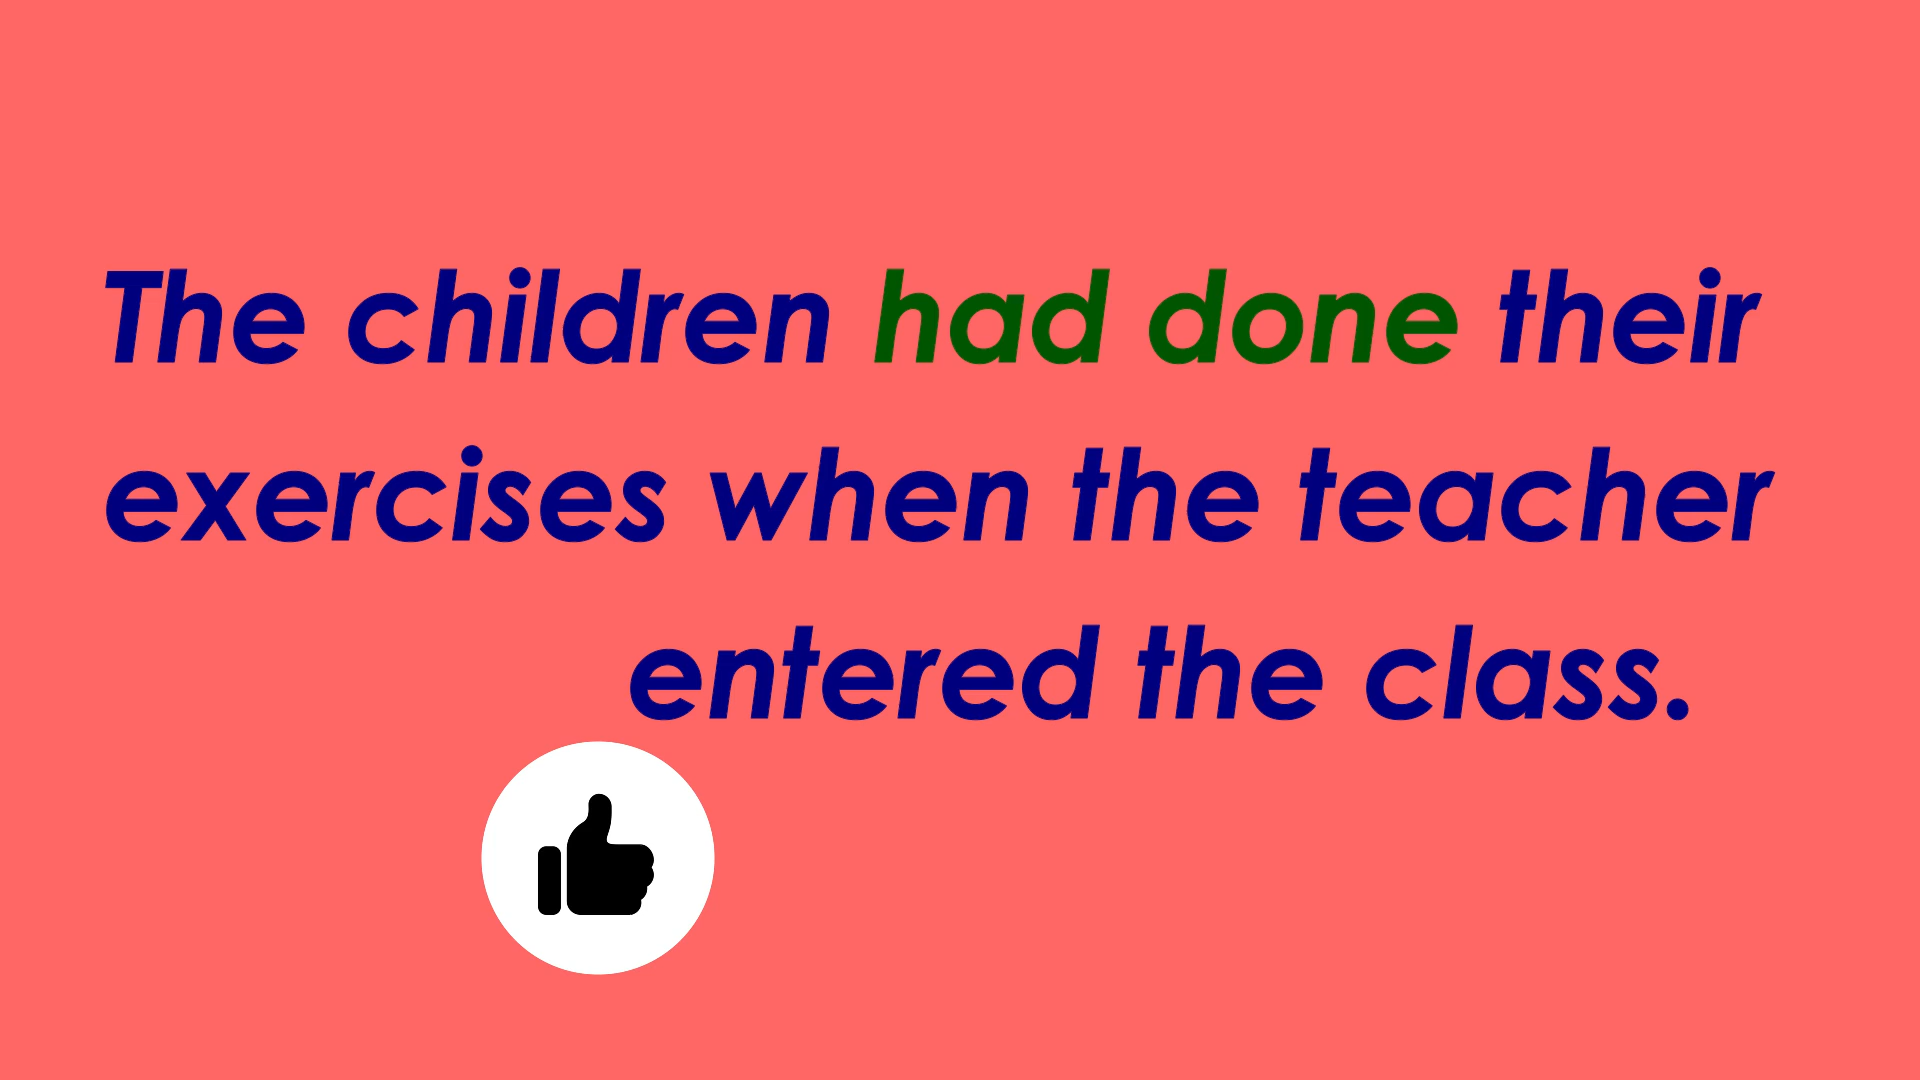 The children had done their
exercises when the teacher
entered the class.